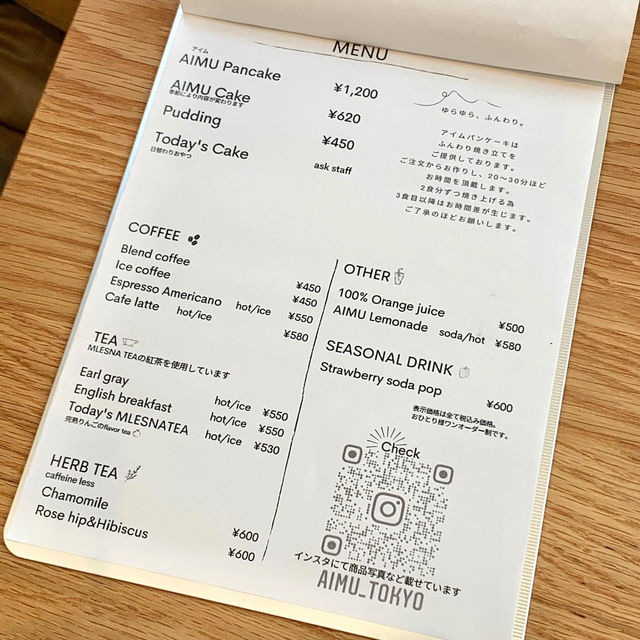 MENU
アイム
AIMU Pancake ¥1,200
AIMU Cake ¥620
季節により内容が変わります
Pudding ¥450
Today's Cake ask staff
日替わりおやつ
ゆらゆら、ふんわり。
アイムパンケーキは
ふんわり焼き立てを
ご提供しております。
ご注文からお作りし、20～30分ほど
お時間を頂戴します。
2食分ずつ焼き上げる為
3食目以降はお時間差が生じます。
ご了承のほどお願いします。
COFFEE
Blend coffee ¥450
Ice coffee ¥450
Espresso Americano hot/ice ¥550
Cafe latte hot/ice ¥580
TEA
MLESNA TEAの紅茶を使用しています
Earl gray hot/ice ¥550
English breakfast hot/ice ¥550
Today's MLESNATEA hot/ice ¥530
完熟りんごのflavor tea
HERB TEA
caffeine less
Chamomile ¥600
Rose hip&Hibiscus ¥600
OTHER
100% Orange juice ¥500
AIMU Lemonade soda/hot ¥580
SEASONAL DRINK
Strawberry soda pop ¥600
表示価格は全て税込み価格。
おひとり様ワンオーダー制です。
Check
インスタにて商品写真など載せています
AIMU_TOKYO